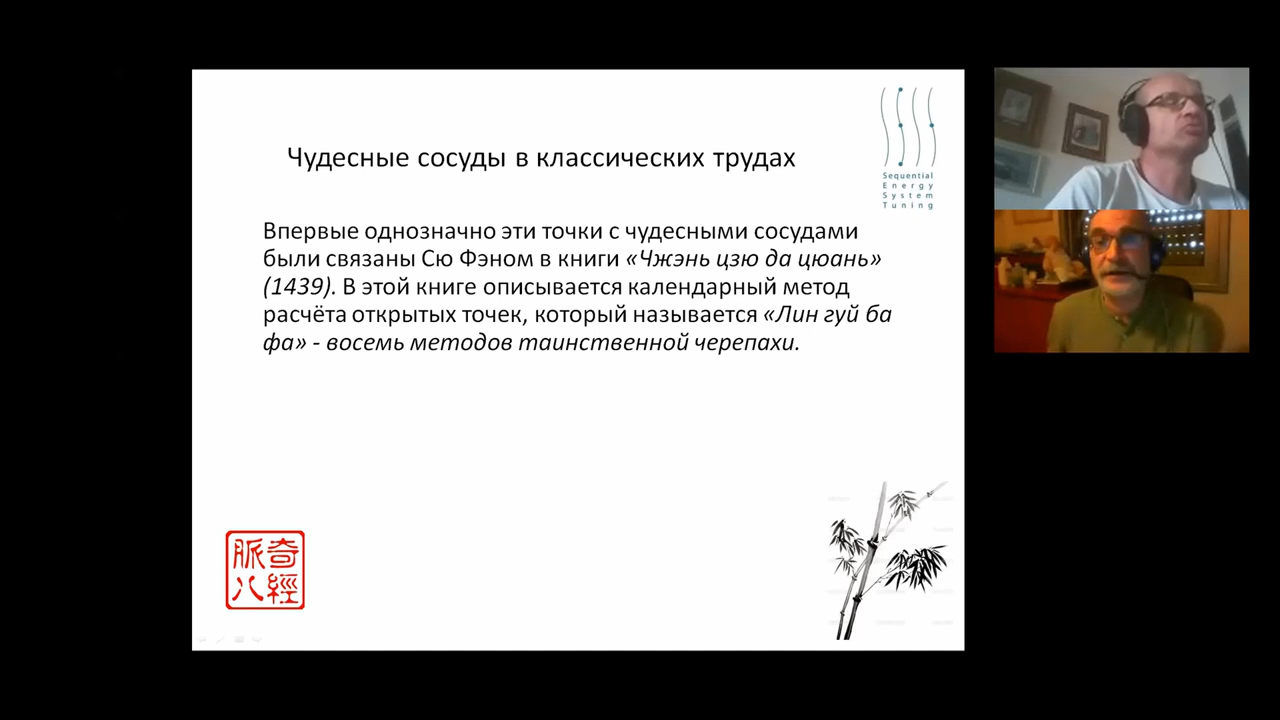 Чудесные сосуды в классических трудах
Sequential
Energy
System
Tuning
Впервые однозначно эти точки с чудесными сосудами
были связаны Сю Фэном в книги «Чжэнь цзю да цюань»
(1439). В этой книге описывается календарный метод
расчёта открытых точек, который называется «Лин гуй ба
фа» - восемь методов таинственной черепахи.
奇經
八脈